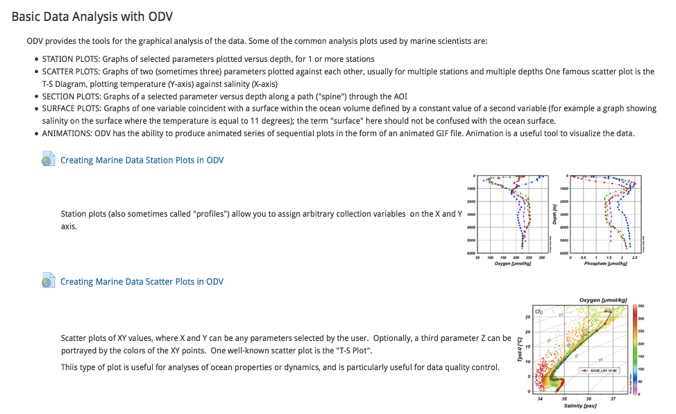 Basic Data Analysis with ODV
ODV provides the tools for the graphical analysis of the data. Some of the common analysis plots used by marine scientists are:
• STATION PLOTS: Graphs of selected parameters plotted versus depth, for 1 or more stations
• SCATTER PLOTS: Graphs of two (sometimes three) parameters plotted against each other, usually for multiple stations and multiple depths One famous scatter plot is the
T-S Diagram, plotting temperature (Y-axis) against salinity (X-axis)
• SECTION PLOTS: Graphs of a selected parameter versus depth along a path ("spine") through the AOI
• SURFACE PLOTS: Graphs of one variable coincident with a surface within the ocean volume defined by a constant value of a second variable (for example a graph showing
salinity on the surface where the temperature is equal to 11 degrees); the term "surface" here should not be confused with the ocean surface.
• ANIMATIONS: ODV has the ability to produce animated series of sequential plots in the form of an animated GIF file. Animation is a useful tool to visualize the data.
Creating Marine Data Station Plots in ODV
Station plots (also sometimes called "profiles") allow you to assign arbitrary collection variables on the X and Y
axis.
0
1000
2000
3000
4000
5000
6000
50 100 150 200 250 300
Oxygen [µmol/kg]
Depth [m]
0
1000
2000
3000
4000
5000
6000
0 0.5 1 1.5 2 2.5
Phosphate [µmol/kg]
Creating Marine Data Scatter Plots in ODV
Scatter plots of XY values, where X and Y can be any parameters selected by the user. Optionally, a third parameter Z can be
portrayed by the colors of the XY points. One well-known scatter plot is the "T-S Plot".
Thiis type of plot is useful for analyses of ocean properties or dynamics, and is particularly useful for data quality control.
Oxygen [µmol/kg]
25
20
15
10
5
0
34 35 36 37
Salinity [psu]